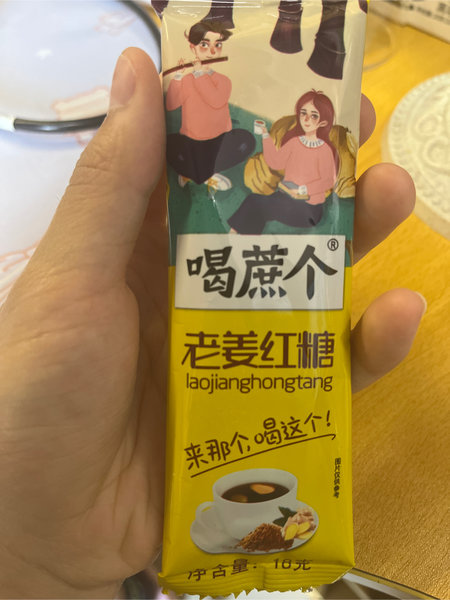 喝蔗个®
老姜红糖
laojianghongtang
来那个,喝这个!
图片仅供参考
净含量：18克